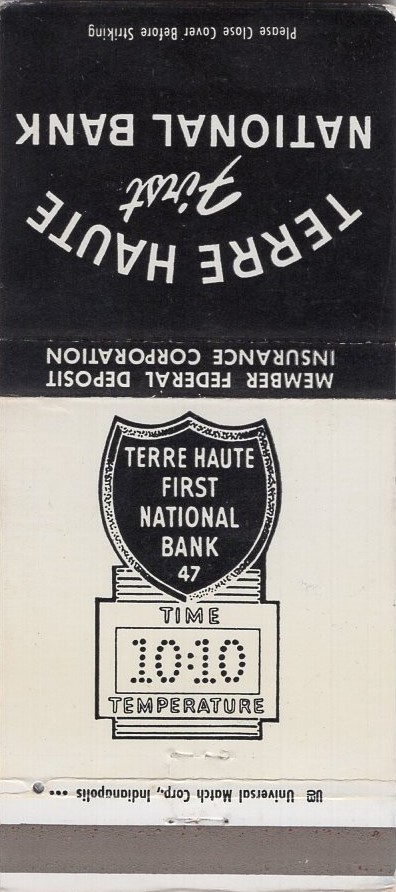 Please Close Cover Before Striking
TERRE HAUTE
First
NATIONAL BANK
MEMBER FEDERAL DEPOSIT
INSURANCE CORPORATION
TERRE HAUTE
FIRST
NATIONAL
BANK
47
TIME
10:10
TEMPERATURE
Universal Match Corp., Indianapolis